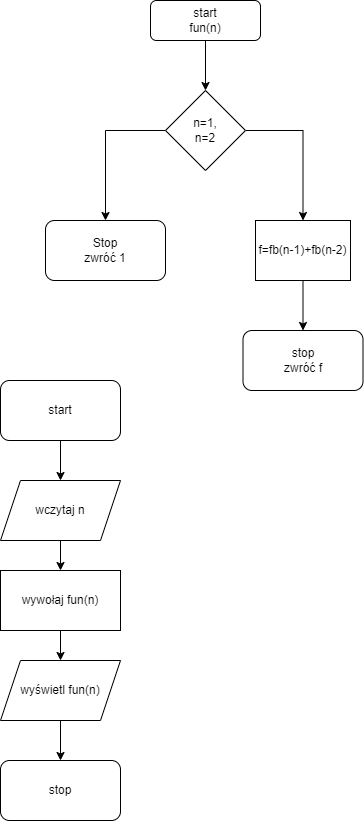 start
fun(n)
n=1,
n=2
Stop
zwróć 1
f=fb(n-1)+fb(n-2)
stop
zwróć f
start
wczytaj n
wywołaj fun(n)
wyświetl fun(n)
stop